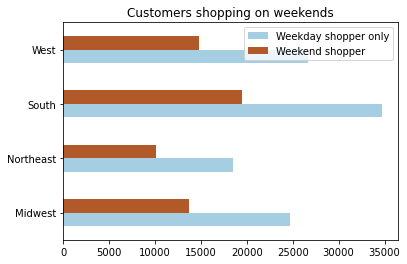 Customers shopping on weekends
Weekday shopper only
Weekend shopper
West
South
Northeast
Midwest
0 5000 10000 15000 20000 25000 30000 35000